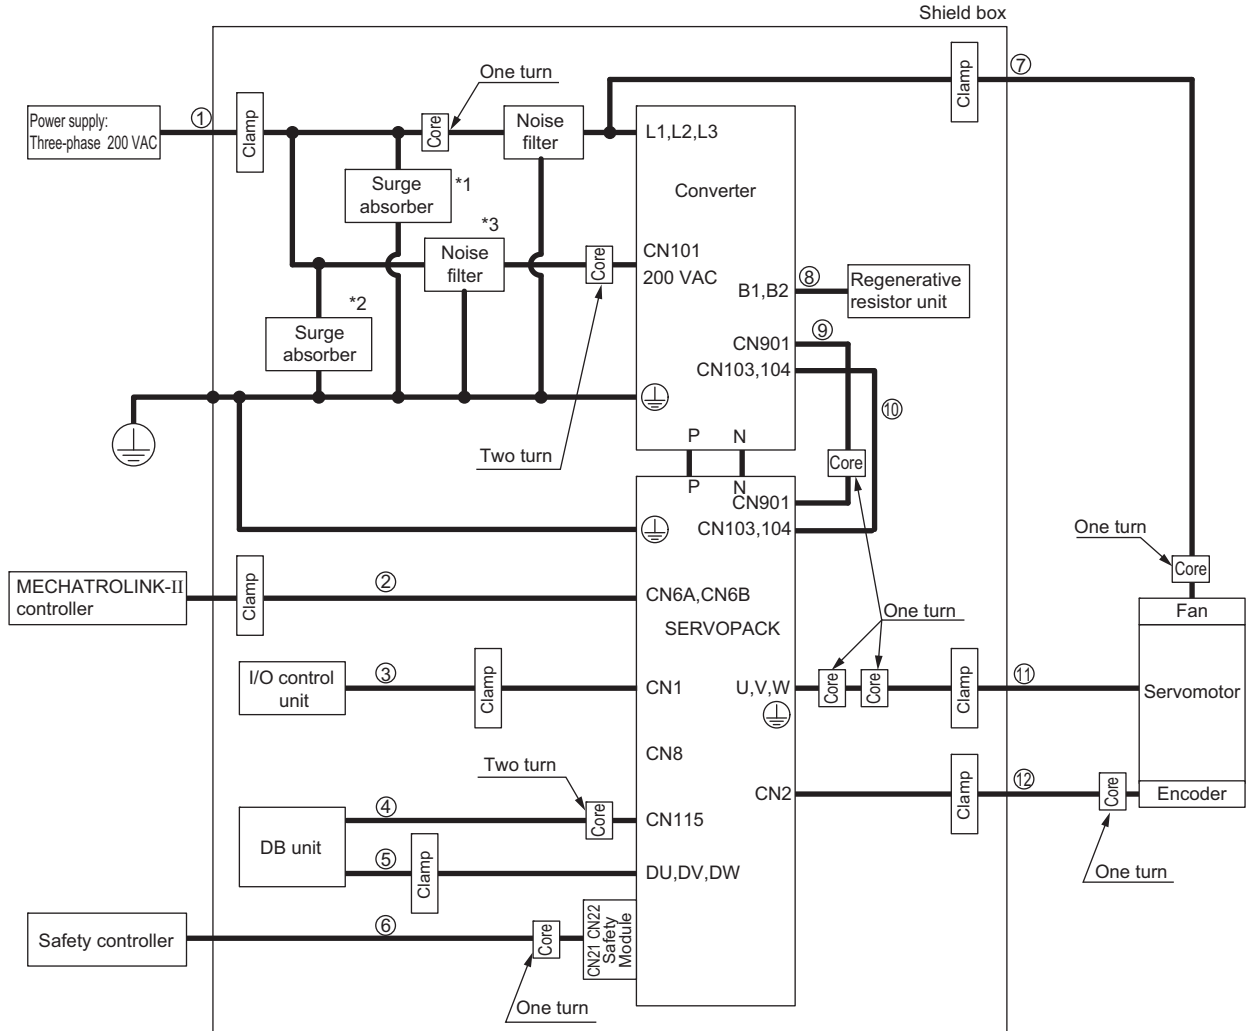 Shield box
One turn
Clamp
⑦
Power supply:
Three-phase 200 VAC
①
Clamp
Core
Noise
filter
L1,L2,L3
Surge
absorber
*1
Converter
*3
Noise
filter
Core
CN101
200 VAC
*2
Surge
absorber
B1,B2
⑧
Regenerative
resistor unit
⑨
CN901
CN103,104
⑩
Two turn
P
N
Core
P
N
CN901
CN103,104
One turn
Core
MECHATROLINK-II
controller
Clamp
②
CN6A,CN6B
SERVOPACK
One turn
Fan
I/O control
unit
③
Clamp
CN1
U,V,W
Core
Core
Clamp
⑪
Servomotor
CN8
Two turn
CN2
Clamp
⑫
Core
Encoder
DB unit
④
Core
CN115
⑤
Clamp
DU,DV,DW
One turn
Safety controller
⑥
Core
CN21 CN22
Safety
Module
One turn